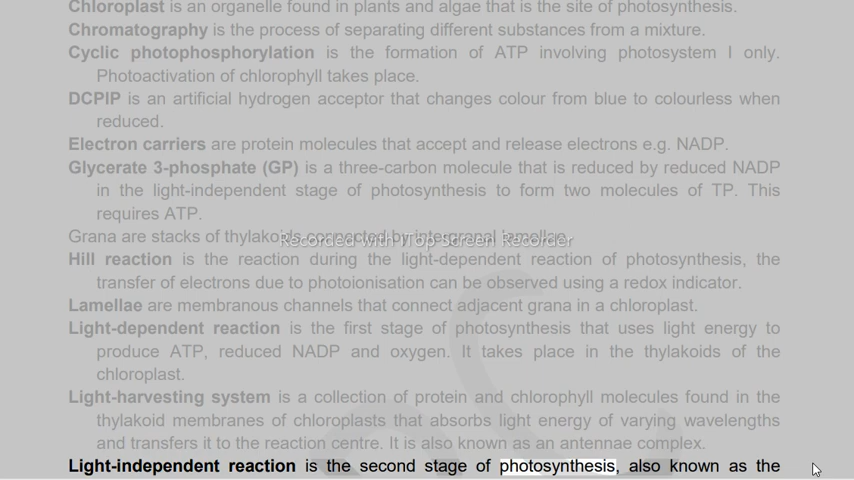 Chloroplast is an organelle found in plants and algae that is the site of photosynthesis.
Chromatography is the process of separating different substances from a mixture.
Cyclic photophosphorylation is the formation of ATP involving photosystem I only.
Photoactivation of chlorophyll takes place.
DCPIP is an artificial hydrogen acceptor that changes colour from blue to colourless when
reduced.
Electron carriers are protein molecules that accept and release electrons e.g. NADP.
Glycerate 3-phosphate (GP) is a three-carbon molecule that is reduced by reduced NADP
in the light-independent stage of photosynthesis to form two molecules of TP. This
requires ATP.
Grana are stacks of thylakoids connected by intergranal lamellae.
Recorded with iTop Screen Recorder
Hill reaction is the reaction during the light-dependent reaction of photosynthesis, the
transfer of electrons due to photoionisation can be observed using a redox indicator.
Lamellae are membranous channels that connect adjacent grana in a chloroplast.
Light-dependent reaction is the first stage of photosynthesis that uses light energy to
produce ATP, reduced NADP and oxygen. It takes place in the thylakoids of the
chloroplast.
Light-harvesting system is a collection of protein and chlorophyll molecules found in the
thylakoid membranes of chloroplasts that absorbs light energy of varying wavelengths
and transfers it to the reaction centre. It is also known as an antennae complex.
Light-independent reaction is the second stage of photosynthesis, also known as the